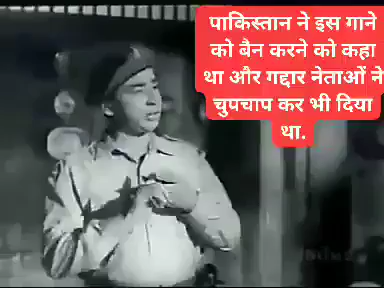 पाकिस्तान ने इस गाने
को बैन करने को कहा
था और गद्दार नेताओं ने
चुपचाप कर भी दिया
था.